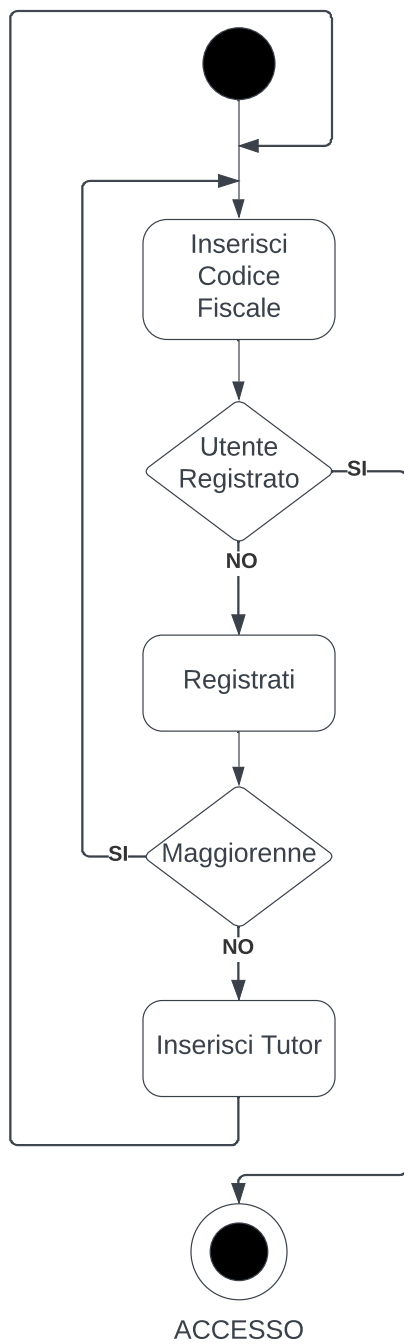 Inserisci
Codice
Fiscale
Utente
Registrato
SI
NO
Registrati
Maggiorenne
SI
NO
Inserisci Tutor
ACCESSO